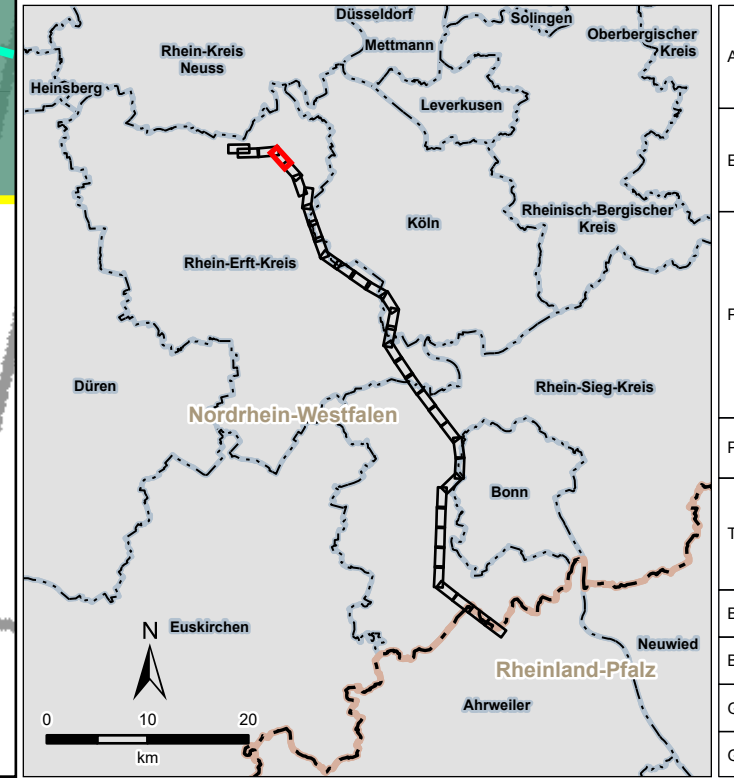 Düsseldorf
Solingen
Mettmann
Oberbergischer
Kreis
Rhein-Kreis
Neuss
Heinsberg
Leverkusen
Köln
Rheinisch-Bergischer
Kreis
Rhein-Erft-Kreis
Düren
Rhein-Sieg-Kreis
Nordrhein-Westfalen
Bonn
Euskirchen
N
Neuwied
Rheinland-Pfalz
Ahrweiler
0 10 20
km